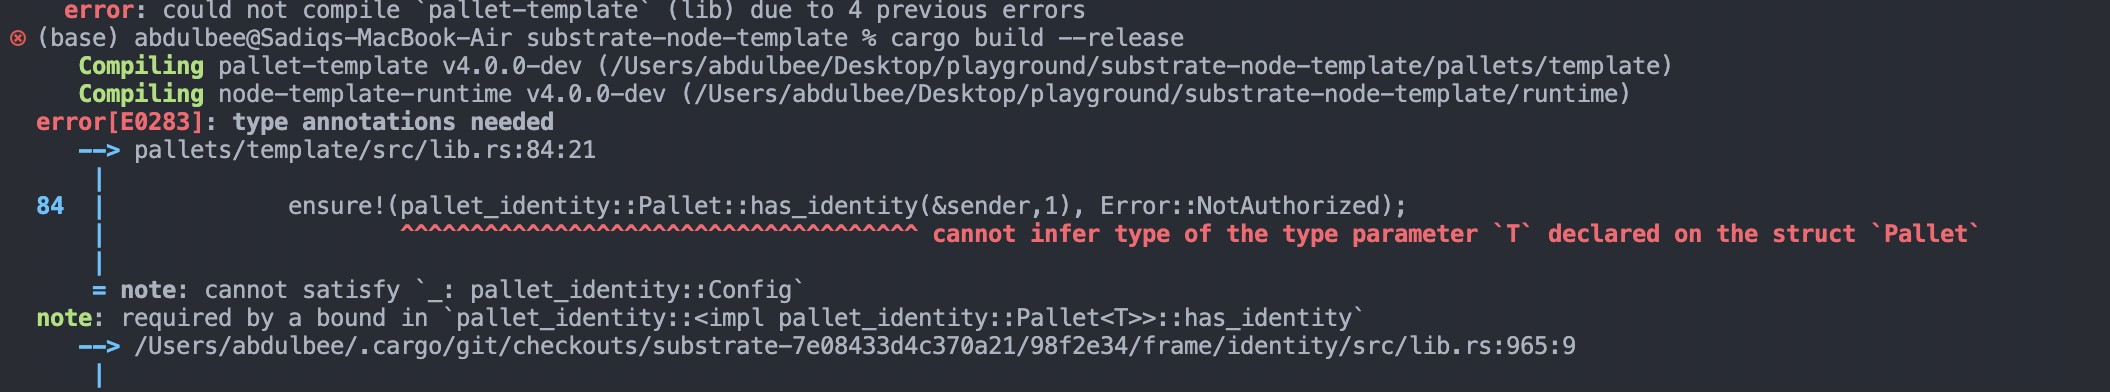 error: could not compile `pallet-template` (lib) due to 4 previous errors
(base) abdulbee@Sadiqs-MacBook-Air substrate-node-template % cargo build --release
Compiling pallet-template v4.0.0-dev (/Users/abdulbee/Desktop/playground/substrate-node-template/pallets/template)
Compiling node-template-runtime v4.0.0-dev (/Users/abdulbee/Desktop/playground/substrate-node-template/runtime)
error[E0283]: type annotations needed
--> pallets/template/src/lib.rs:84:21
|
84 | ensure!(pallet_identity::Pallet::has_identity(&sender,1), Error::NotAuthorized);
| ^^^^^^^^^^^^^^^^^^^^^^^^^^^^^^^^^^^^^ cannot infer type of the type parameter `T` declared on the struct `Pallet`
|
= note: cannot satisfy `_: pallet_identity::Config`
note: required by a bound in `pallet_identity::<impl pallet_identity::Pallet<T>>::has_identity`
--> /Users/abdulbee/.cargo/git/checkouts/substrate-7e08433d4c370a21/98f2e34/frame/identity/src/lib.rs:965:9
|